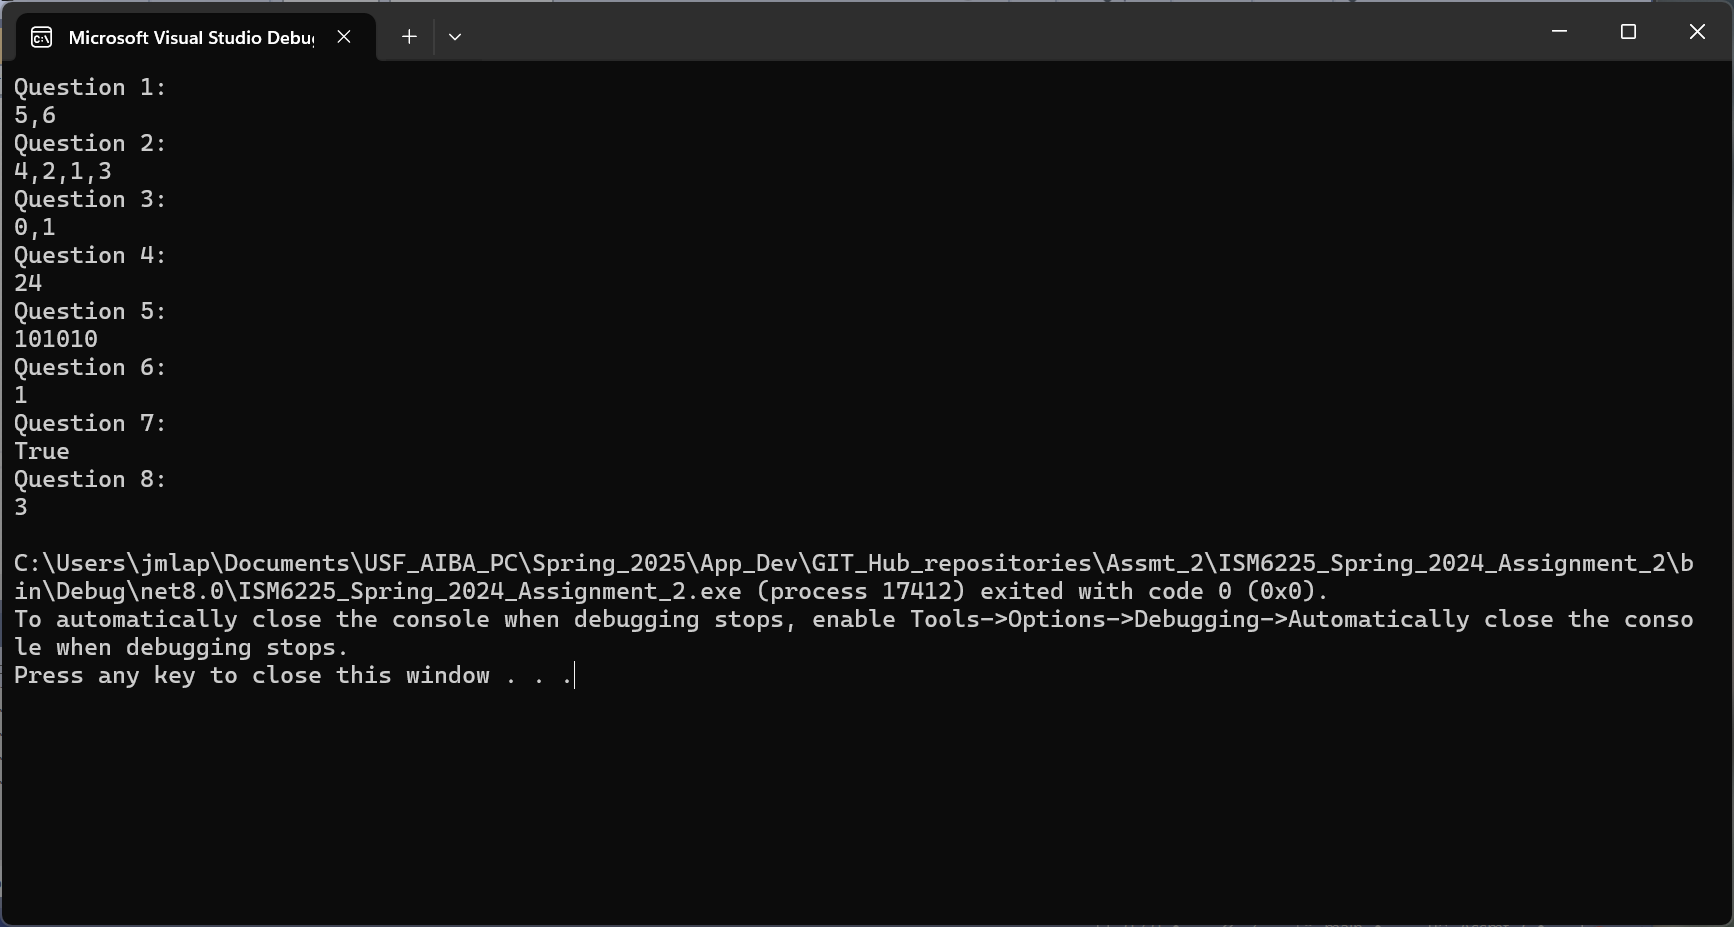 Microsoft Visual Studio Debu
Question 1:
5,6
Question 2:
4,2,1,3
Question 3:
0,1
Question 4:
24
Question 5:
101010
Question 6:
1
Question 7:
True
Question 8:
3
C:\Users\jmlap\Documents\USF_AIBA_PC\Spring_2025\App_Dev\GIT_Hub_repositories\Assmt_2\ISM6225_Spring_2024_Assignment_2\b
in\Debug\net8.0\ISM6225_Spring_2024_Assignment_2.exe (process 17412) exited with code 0 (0x0).
To automatically close the console when debugging stops, enable Tools->Options->Debugging->Automatically close the conso
le when debugging stops.
Press any key to close this window . . .